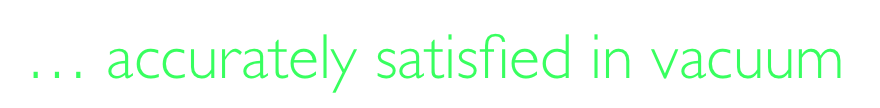 … accurately satisfied in vacuum